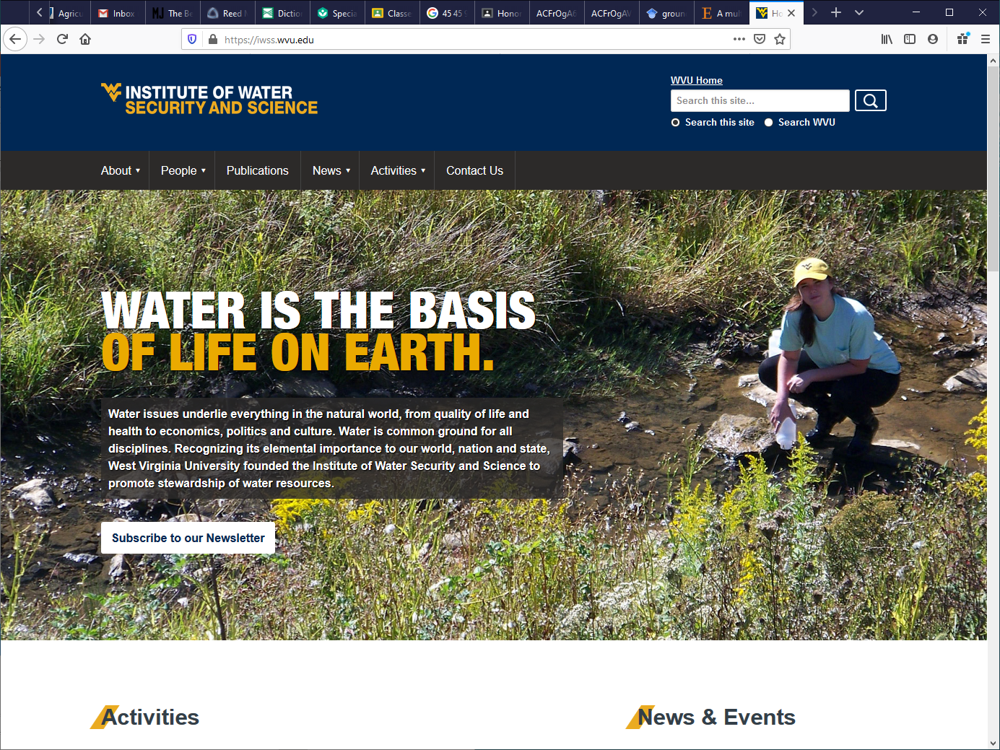 Agricu
Inbox
MJ The Be
Reed M
Dictio
Specia
Classe
45 45 9
Honor
ACFrOgA6
ACFrOgAV
groun
A mul
Ho
https://iwss.wvu.edu
INSTITUTE OF WATER
SECURITY AND SCIENCE
WVU Home
Search this site...
Search this site Search WVU
About People Publications News Activities Contact Us
WATER IS THE BASIS
OF LIFE ON EARTH.
Water issues underlie everything in the natural world, from quality of life and
health to economics, politics and culture. Water is common ground for all
disciplines. Recognizing its elemental importance to our world, nation and state,
West Virginia University founded the Institute of Water Security and Science to
promote stewardship of water resources.
Subscribe to our Newsletter
Activities
News & Events